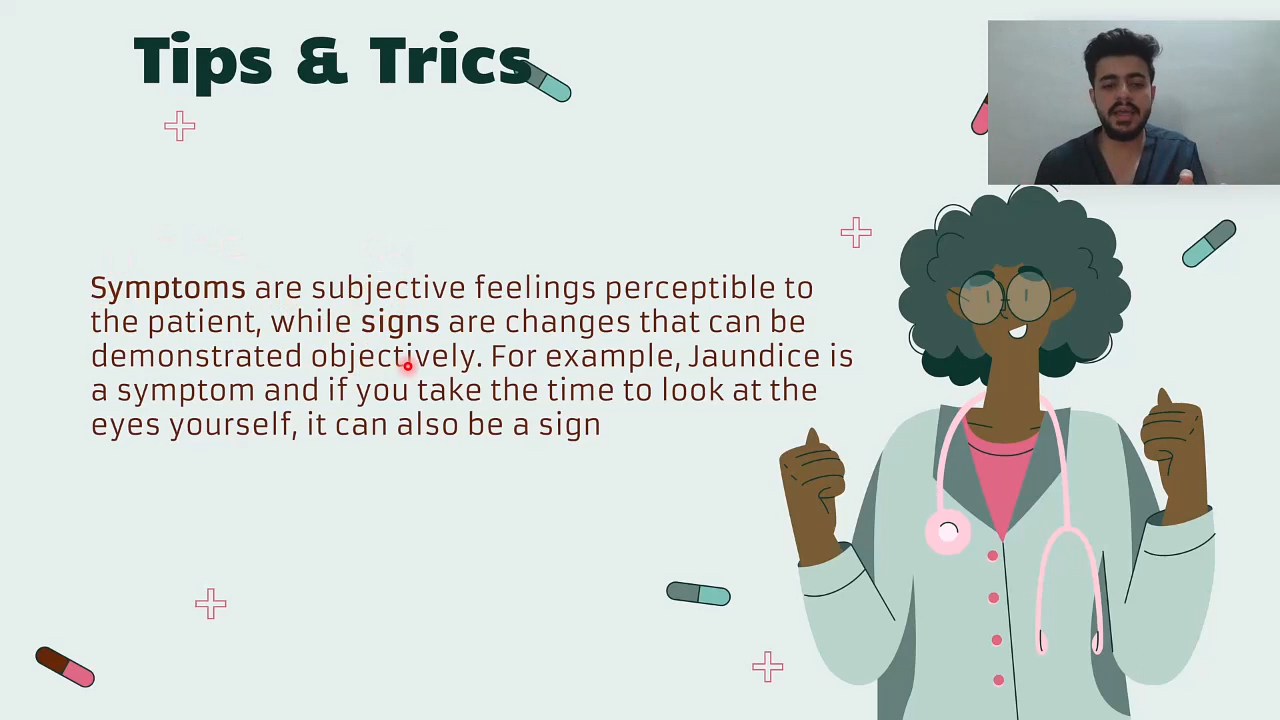 Tips & Trics
Symptoms are subjective feelings perceptible to
the patient, while signs are changes that can be
demonstrated objectively. For example, Jaundice is
a symptom and if you take the time to look at the
eyes yourself, it can also be a sign